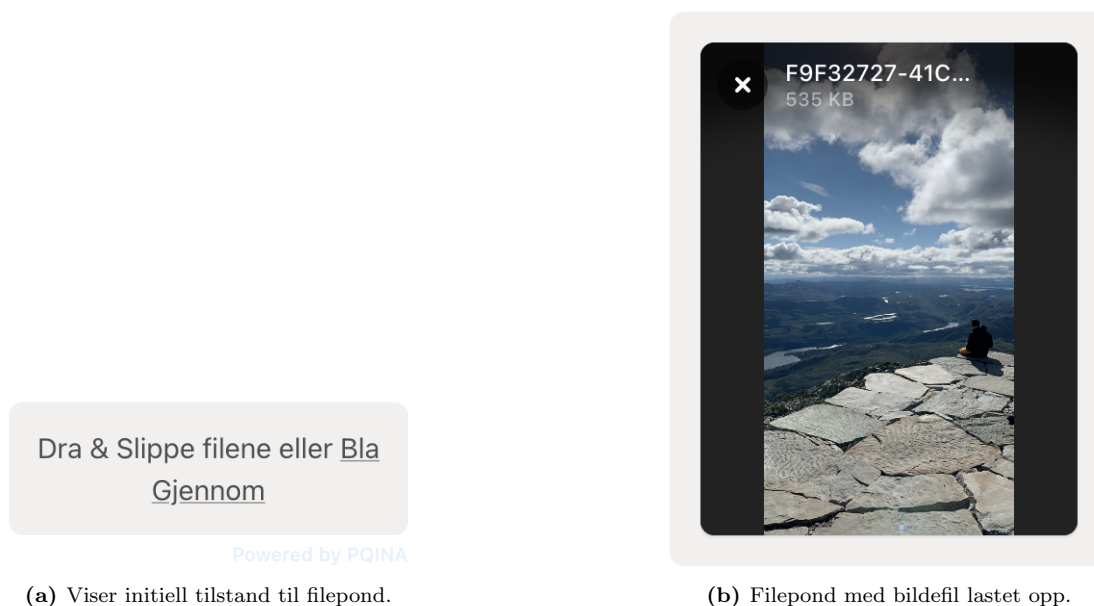 Dra & Slippe filene eller Bla
Gjennom
Powered by PQINA
(a) Viser initiell tilstand til filepond.
F9F32727-41C...
535 KB
(b) Filepond med bildefil lastet opp.